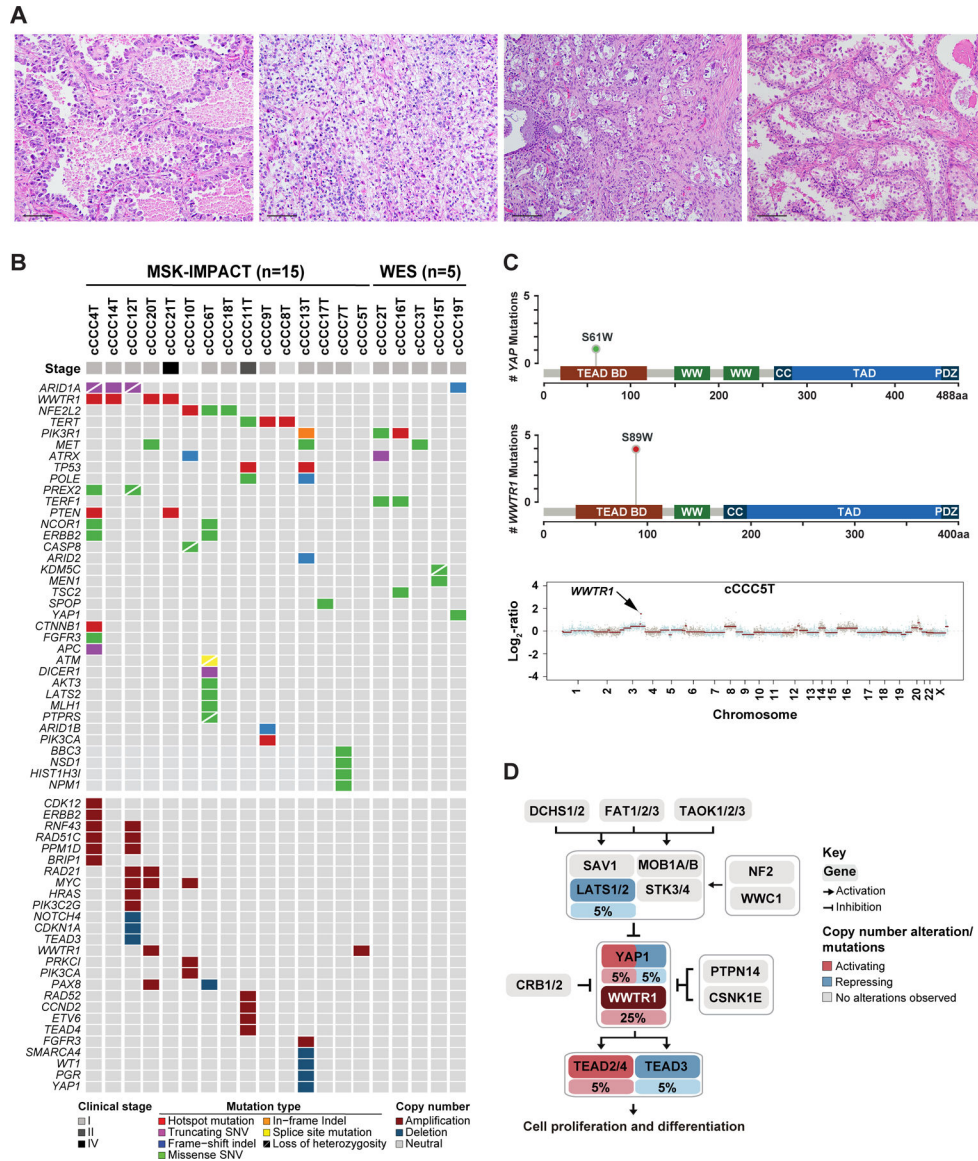 A
B
MSK-IMPACT (n=15)
WES (n=5)
cCCC4T
cCCC14T
cCCC12T
cCCC20T
cCCC21T
cCCC10T
cCCC6T
cCCC18T
cCCC11T
cCCC9T
cCCC8T
cCCC13T
cCCC17T
cCCC7T
cCCC5T
cCCC2T
cCCC16T
cCCC3T
cCCC15T
cCCC19T
Stage
ARID1A
WWTR1
NFE2L2
TERT
PIK3R1
MET
ATRX
TP53
POLE
PREX2
TERF1
PTEN
NCOR1
ERBB2
CASP8
ARID2
KDM5C
MEN1
TSC2
SPOP
YAP1
CTNNB1
FGFR3
APC
ATM
DICER1
AKT3
LATS2
MLH1
PTPRS
ARID1B
PIK3CA
BBC3
NSD1
HIST1H3I
NPM1
CDK12
ERBB2
RNF43
RAD51C
PPM1D
BRIP1
RAD21
MYC
HRAS
PIK3C2G
NOTCH4
CDKN1A
TEAD3
WWTR1
PRKCI
PIK3CA
PAX8
RAD52
CCND2
ETV6
TEAD4
FGFR3
SMARCA4
WT1
PGR
YAP1
Clinical stage
I
II
IV
Mutation type
Hotspot mutation
Truncating SNV
Frame-shift indel
Missense SNV
In-frame Indel
Splice site mutation
Loss of heterozygosity
Copy number
Amplification
Deletion
Neutral
C
# YAP Mutations
5
0
S61W
TEAD BD
WW
WW
CC
TAD
PDZ
0 100 200 300 400 488aa
# WWTR1 Mutations
5
0
S89W
TEAD BD
WW
CC
TAD
PDZ
0 100 200 300 400aa
cCCC5T
WWTR1
Log2-ratio
4
2
0
-2
-4
1 2 3 4 5 6 7 8 9 10 11 12 13 14 15 16 17 18 19 20 22 X
Chromosome
D
DCHS1/2 FAT1/2/3 TAOK1/2/3
SAV1 MOB1A/B
LATS1/2 STK3/4
5%
NF2
WWC1
YAP1
5% 5%
WWTR1
25%
CRB1/2
PTPN14
CSNK1E
TEAD2/4 TEAD3
5% 5%
Cell proliferation and differentiation
Key
Gene
Activation
Inhibition
Copy number alteration/
mutations
Activating
Repressing
No alterations observed